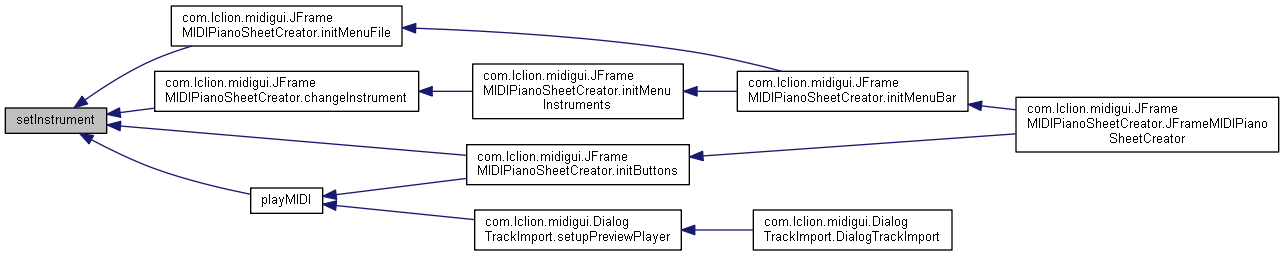 com.lclion.midigui.JFrame
MIDIPianoSheetCreator.initMenuFile
com.lclion.midigui.JFrame
MIDIPianoSheetCreator.changeInstrument
com.lclion.midigui.JFrame
MIDIPianoSheetCreator.initMenu
Instruments
com.lclion.midigui.JFrame
MIDIPianoSheetCreator.initMenuBar
com.lclion.midigui.JFrame
MIDIPianoSheetCreator.JFrameMIDIPiano
SheetCreator
setInstrument
com.lclion.midigui.JFrame
MIDIPianoSheetCreator.initButtons
playMIDI
com.lclion.midigui.Dialog
TrackImport.setupPreviewPlayer
com.lclion.midigui.Dialog
TrackImport.DialogTrackImport